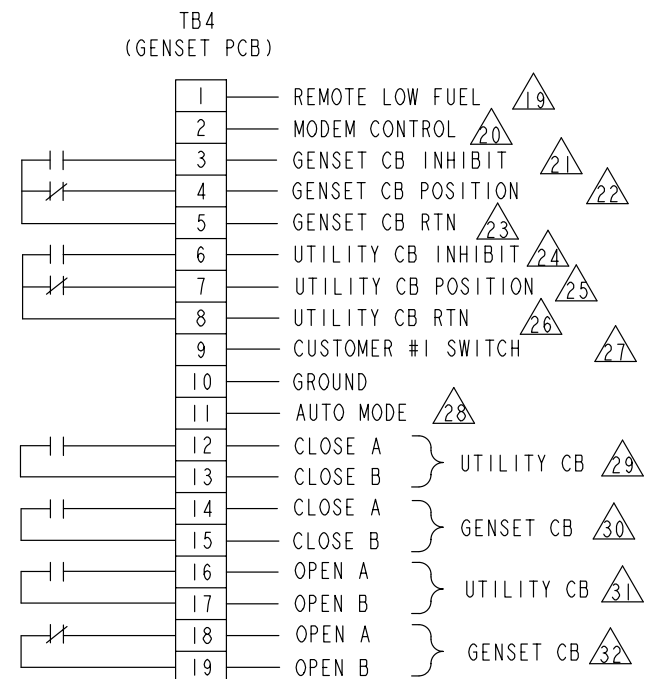 TB4
(GENSET PCB)
1 REMOTE LOW FUEL 19
2 MODEM CONTROL 20
3 GENSET CB INHIBIT 21
4 GENSET CB POSITION 22
5 GENSET CB RTN 23
6 UTILITY CB INHIBIT 24
7 UTILITY CB POSITION 25
8 UTILITY CB RTN 26
9 CUSTOMER #1 SWITCH 27
10 GROUND
11 AUTO MODE 28
12 CLOSE A
13 CLOSE B
UTILITY CB 29
14 CLOSE A
15 CLOSE B
GENSET CB 30
16 OPEN A
17 OPEN B
UTILITY CB 31
18 OPEN A
19 OPEN B
GENSET CB 32